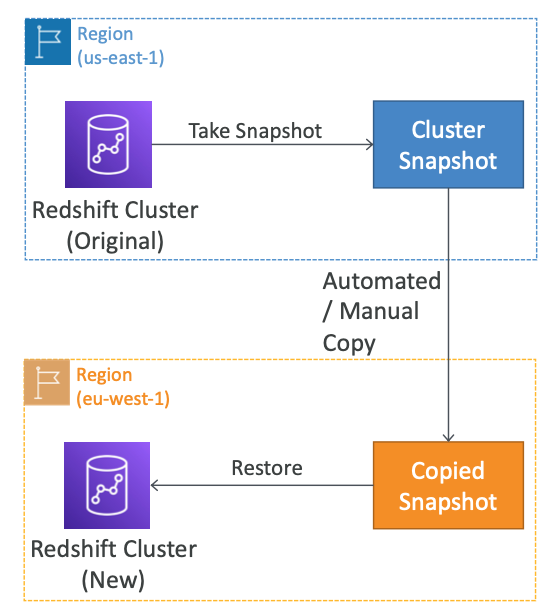 Region
(us-east-1)
Take Snapshot
Cluster
Snapshot
Redshift Cluster
(Original)
Automated
/ Manual
Copy
Region
(eu-west-1)
Restore
Copied
Snapshot
Redshift Cluster
(New)